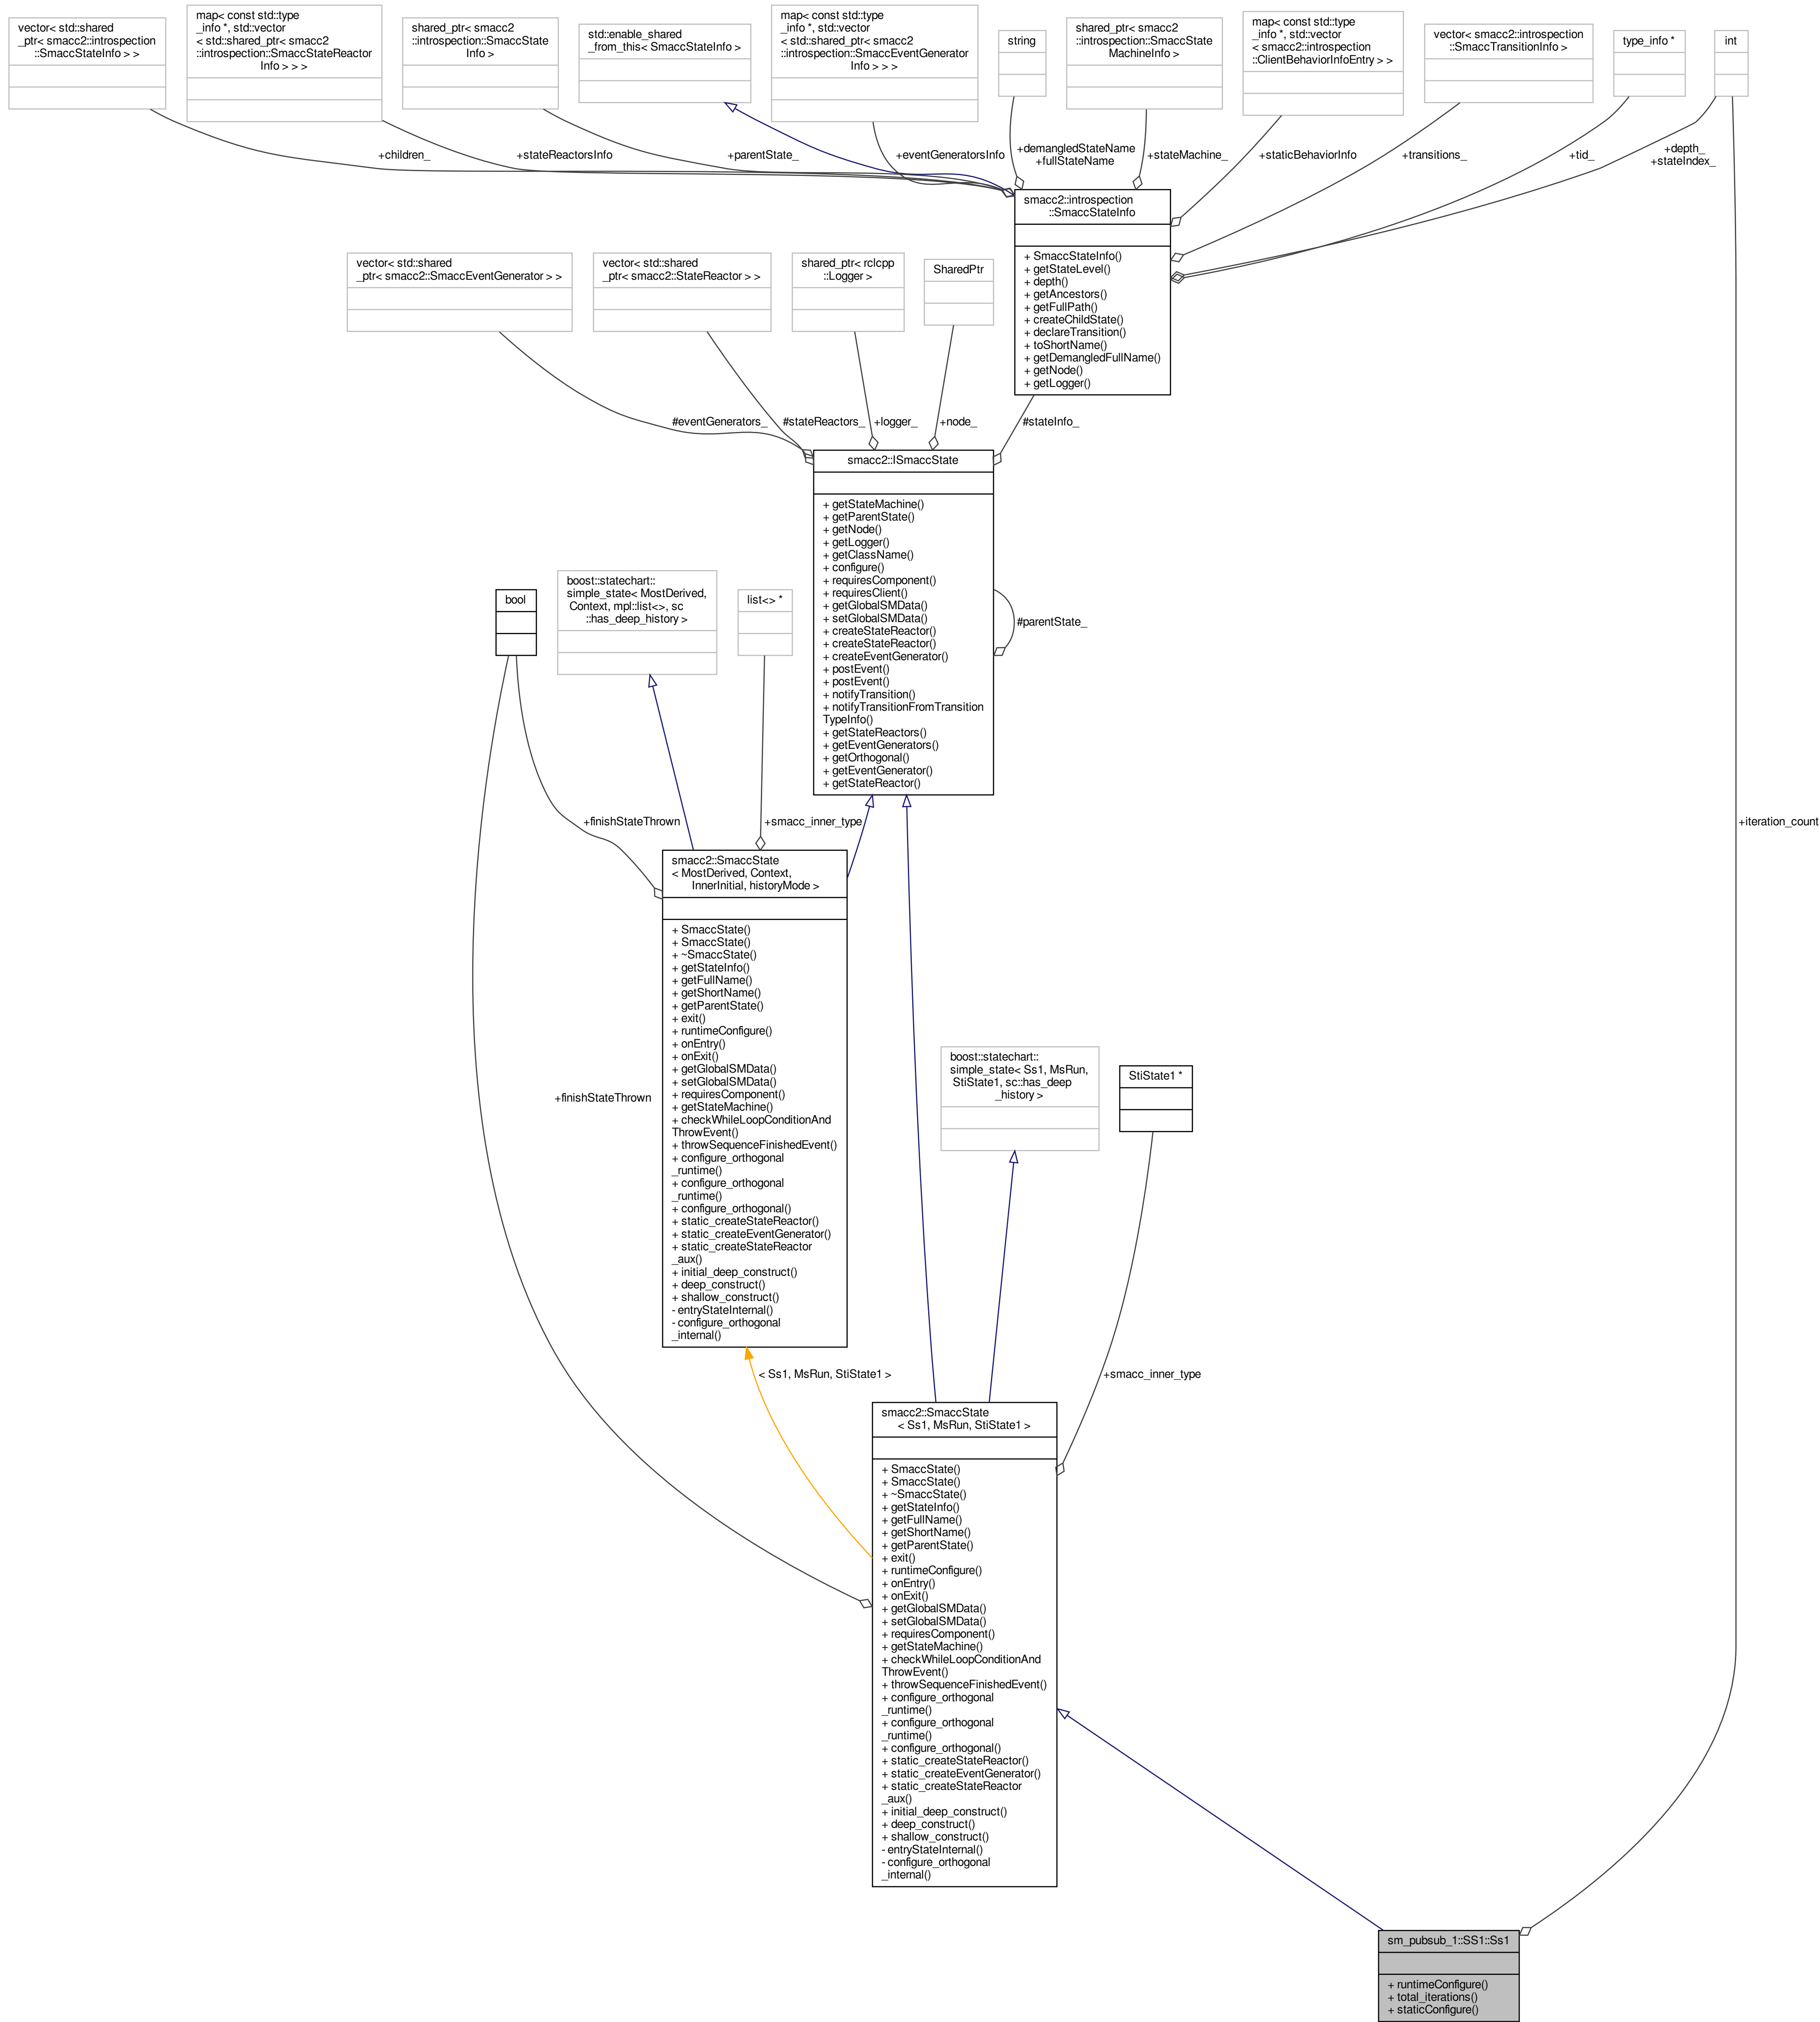 vector< std::shared
_ptr< smacc2::introspection
::SmaccStateInfo > >
map< const std::type
_info *, std::vector
< std::shared_ptr< smacc2
::introspection::SmaccStateReactor
Info > > >
shared_ptr< smacc2
::introspection::SmaccState
Info >
std::enable_shared
_from_this< SmaccStateInfo >
map< const std::type
_info *, std::vector
< std::shared_ptr< smacc2
::introspection::SmaccEventGenerator
Info > > >
string
shared_ptr< smacc2
::introspection::SmaccState
MachineInfo >
map< const std::type
_info *, std::vector
< smacc2::introspection
::ClientBehaviorInfoEntry > >
vector< smacc2::introspection
::SmaccTransitionInfo >
type_info *
int
+children_
+stateReactorsInfo
+parentState_
+eventGeneratorsInfo
+demangledStateName
+fullStateName
+stateMachine_
+staticBehaviorInfo
+transitions_
+tid_
+depth_
+stateIndex_
smacc2::introspection
::SmaccStateInfo
+ SmaccStateInfo()
+ getStateLevel()
+ depth()
+ getAncestors()
+ getFullPath()
+ createChildState()
+ declareTransition()
+ toShortName()
+ getDemangledFullName()
+ getNode()
+ getLogger()
vector< std::shared
_ptr< smacc2::SmaccEventGenerator > >
vector< std::shared
_ptr< smacc2::StateReactor > >
shared_ptr< rclcpp
::Logger >
SharedPtr
#eventGenerators_
#stateReactors_
+logger_
+node_
#stateInfo_
smacc2::ISmaccState
+ getStateMachine()
+ getParentState()
+ getNode()
+ getLogger()
+ getClassName()
+ configure()
+ requiresComponent()
+ requiresClient()
+ getGlobalSMData()
+ setGlobalSMData()
+ createStateReactor()
+ createStateReactor()
+ createEventGenerator()
+ postEvent()
+ postEvent()
+ notifyTransition()
+ notifyTransitionFromTransition
TypeInfo()
+ getStateReactors()
+ getEventGenerators()
+ getOrthogonal()
+ getEventGenerator()
+ getStateReactor()
#parentState_
bool
boost::statechart::
simple_state< MostDerived,
Context, mpl::list<>, sc
::has_deep_history >
list<> *
+finishStateThrown
+smacc_inner_type
+iteration_count
smacc2::SmaccState
< MostDerived, Context,
InnerInitial, historyMode >
+ SmaccState()
+ SmaccState()
+ ~SmaccState()
+ getStateInfo()
+ getFullName()
+ getShortName()
+ getParentState()
+ exit()
+ runtimeConfigure()
+ onEntry()
+ onExit()
+ getGlobalSMData()
+ setGlobalSMData()
+ requiresComponent()
+ getStateMachine()
+ checkWhileLoopConditionAnd
ThrowEvent()
+ throwSequenceFinishedEvent()
+ configure_orthogonal
_runtime()
+ configure_orthogonal
_runtime()
+ configure_orthogonal()
+ static_createStateReactor()
+ static_createEventGenerator()
+ static_createStateReactor
_aux()
+ initial_deep_construct()
+ deep_construct()
+ shallow_construct()
- entryStateInternal()
- configure_orthogonal
_internal()
+finishStateThrown
boost::statechart::
simple_state< Ss1, MsRun,
StiState1, sc::has_deep
_history >
StiState1 *
< Ss1, MsRun, StiState1 >
+smacc_inner_type
smacc2::SmaccState
< Ss1, MsRun, StiState1 >
+ SmaccState()
+ SmaccState()
+ ~SmaccState()
+ getStateInfo()
+ getFullName()
+ getShortName()
+ getParentState()
+ exit()
+ runtimeConfigure()
+ onEntry()
+ onExit()
+ getGlobalSMData()
+ setGlobalSMData()
+ requiresComponent()
+ getStateMachine()
+ checkWhileLoopConditionAnd
ThrowEvent()
+ throwSequenceFinishedEvent()
+ configure_orthogonal
_runtime()
+ configure_orthogonal
_runtime()
+ configure_orthogonal()
+ static_createStateReactor()
+ static_createEventGenerator()
+ static_createStateReactor
_aux()
+ initial_deep_construct()
+ deep_construct()
+ shallow_construct()
- entryStateInternal()
- configure_orthogonal
_internal()
sm_pubsub_1::SS1::Ss1
+ runtimeConfigure()
+ total_iterations()
+ staticConfigure()